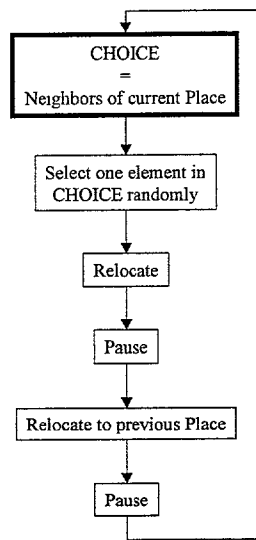 CHOICE
=
Neighbors of current Place
Select one element in
CHOICE randomly
Relocate
Pause
Relocate to previous Place
Pause